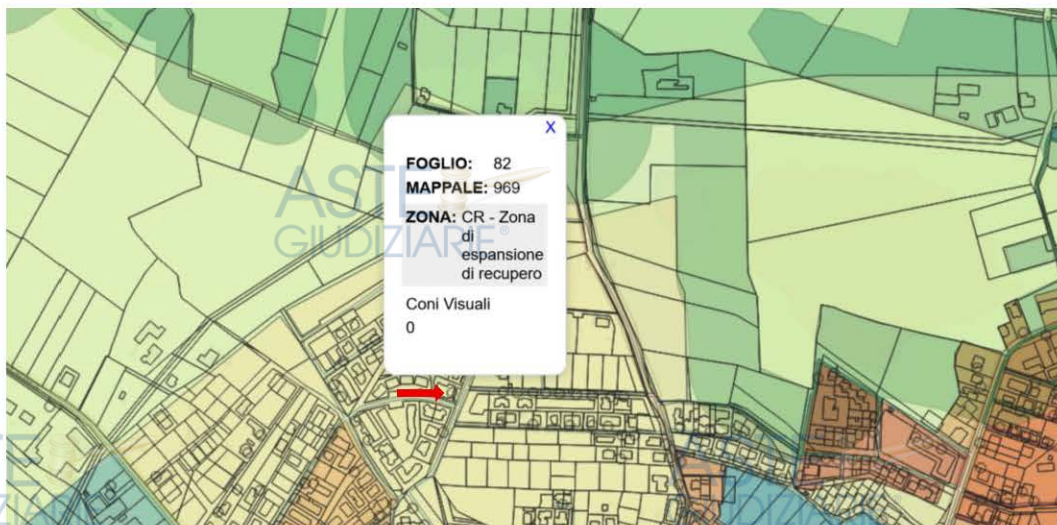 X
FOGLIO: 82
MAPPALE: 969
ZONA: CR - Zona
di
espansione
di recupero
Coni Visuali
0
ASTE
GIUDIZIARIE®